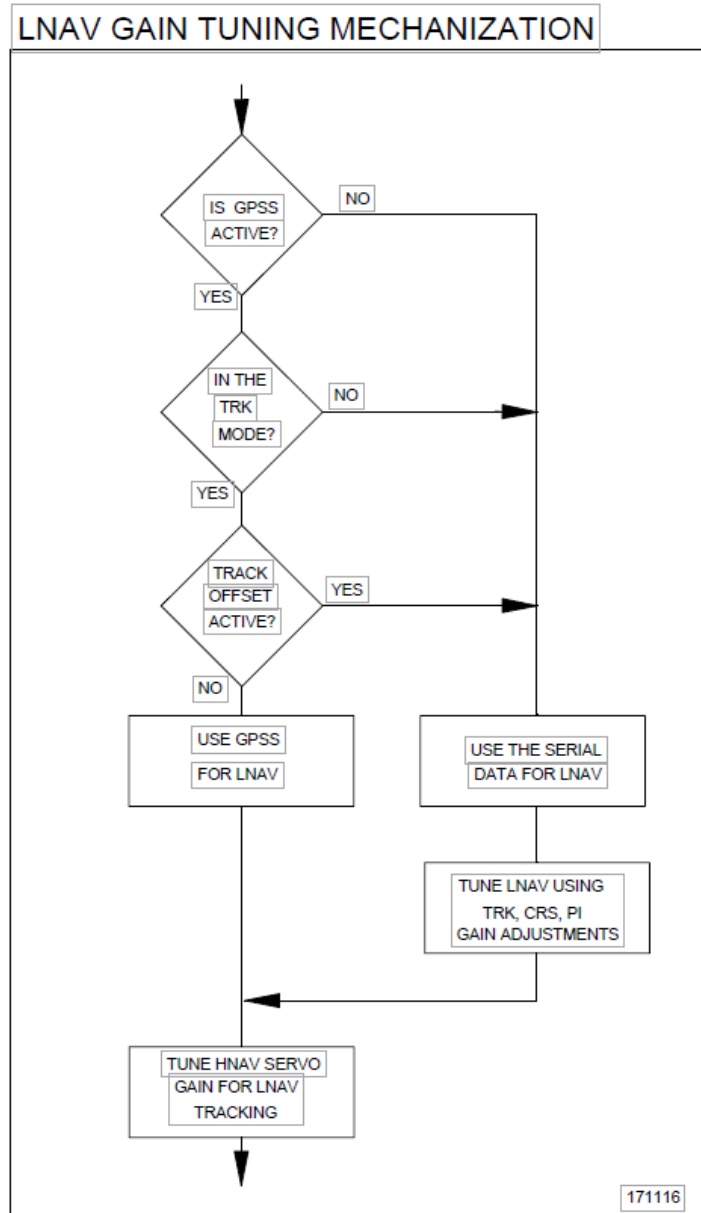 LNAV GAIN TUNING MECHANIZATION
IS GPSS
ACTIVE?
NO
YES
IN THE
TRK
MODE?
NO
YES
TRACK
OFFSET
ACTIVE?
YES
NO
USE GPSS
FOR LNAV
USE THE SERIAL
DATA FOR LNAV
TUNE LNAV USING
TRK, CRS, PI
GAIN ADJUSTMENTS
TUNE HNAV SERVO
GAIN FOR LNAV
TRACKING
171116